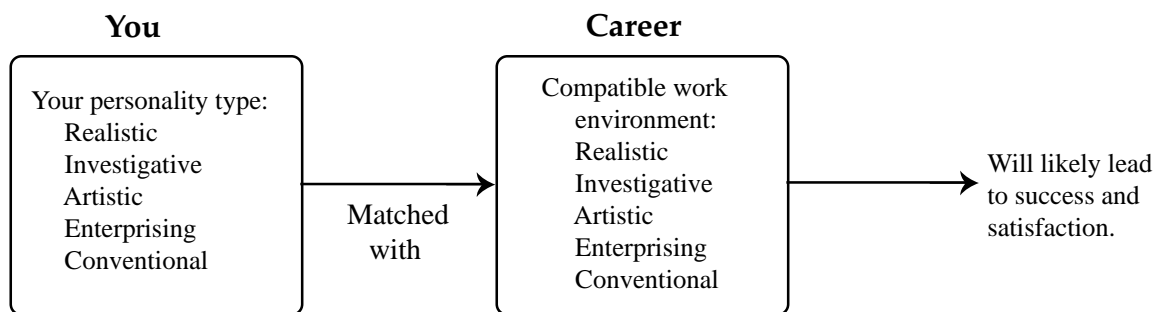 You
Your personality type:
Realistic
Investigative
Artistic
Enterprising
Conventional
Matched
with
Career
Compatible work
environment:
Realistic
Investigative
Artistic
Enterprising
Conventional
Will likely lead
to success and
satisfaction.